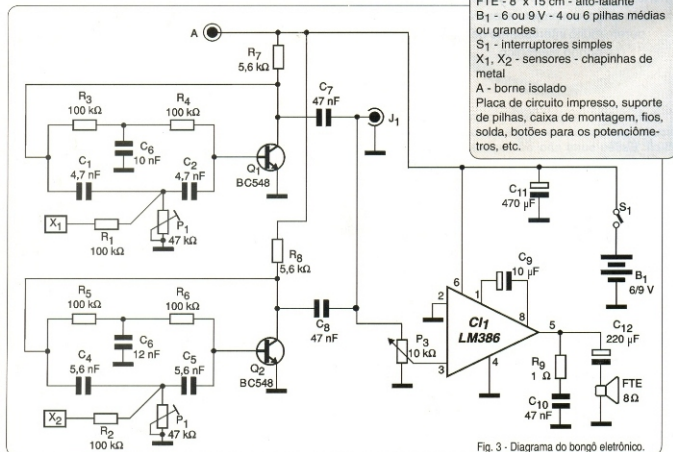 FTE - 8 x 15 cm - alto-falante
B1 - 6 ou 9 V - 4 ou 6 pilhas médias
ou grandes
S1 - interruptores simples
X1, X2 - sensores - chapinhas de
metal
A - borne isolado
Placa de circuito impresso, suporte
de pilhas, caixa de montagem, fios,
solda, botões para os potenciôme-
tros, etc.
A
R7
5,6 kΩ
C7
47 nF
J1
R3
100 kΩ
R4
100 kΩ
C6
10 nF
C1
4,7 nF
C2
4,7 nF
Q1
BC548
X1
R1
100 kΩ
P1
47 kΩ
R8
5,6 kΩ
C11
470 µF
S1
B1
6/9 V
R5
100 kΩ
R6
100 kΩ
C6
12 nF
C4
5,6 nF
C5
5,6 nF
Q2
BC548
X2
R2
100 kΩ
P1
47 kΩ
C8
47 nF
P3
10 kΩ
C9
10 µF
2
6
1
8
CI1
LM386
5
3
4
R9
1 Ω
C10
47 nF
C12
220 µF
FTE
8Ω
Fig. 3 - Diagrama do bongô eletrônico.